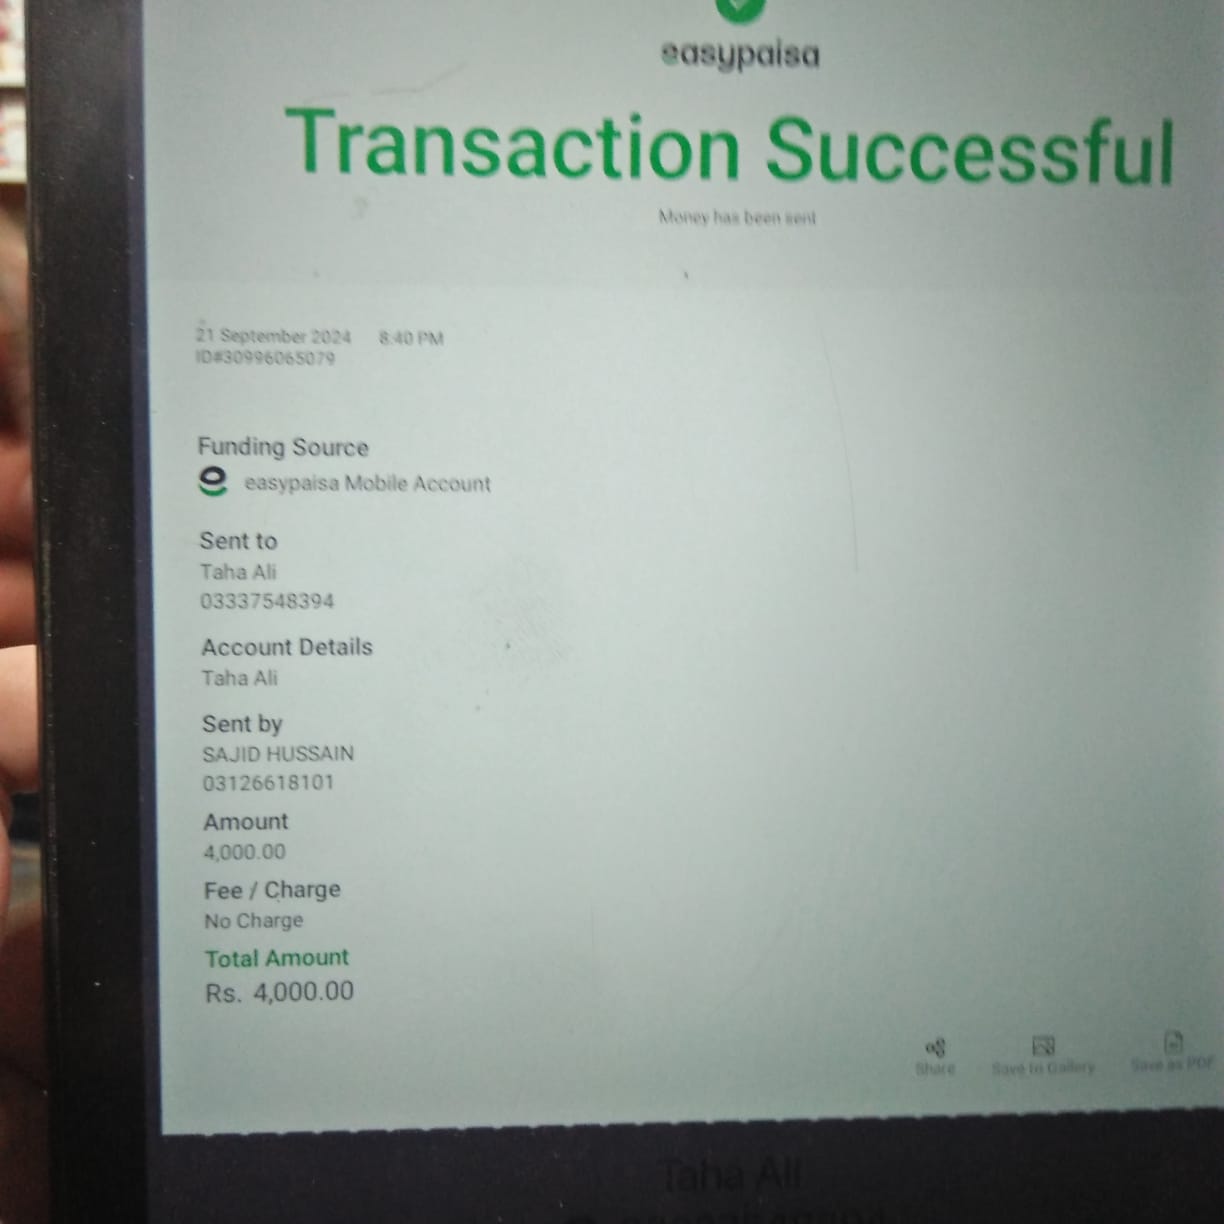 easypaisa
Transaction Successful
Money has been sent
21 September 2024 8:40 PM
ID#30996065079
Funding Source
easypaisa Mobile Account
Sent to
Taha Ali
03337548394
Account Details
Taha Ali
Sent by
SAJID HUSSAIN
03126618101
Amount
4,000.00
Fee / Charge
No Charge
Total Amount
Rs. 4,000.00
Share Save to Gallery Save as PDF
Taha Ali